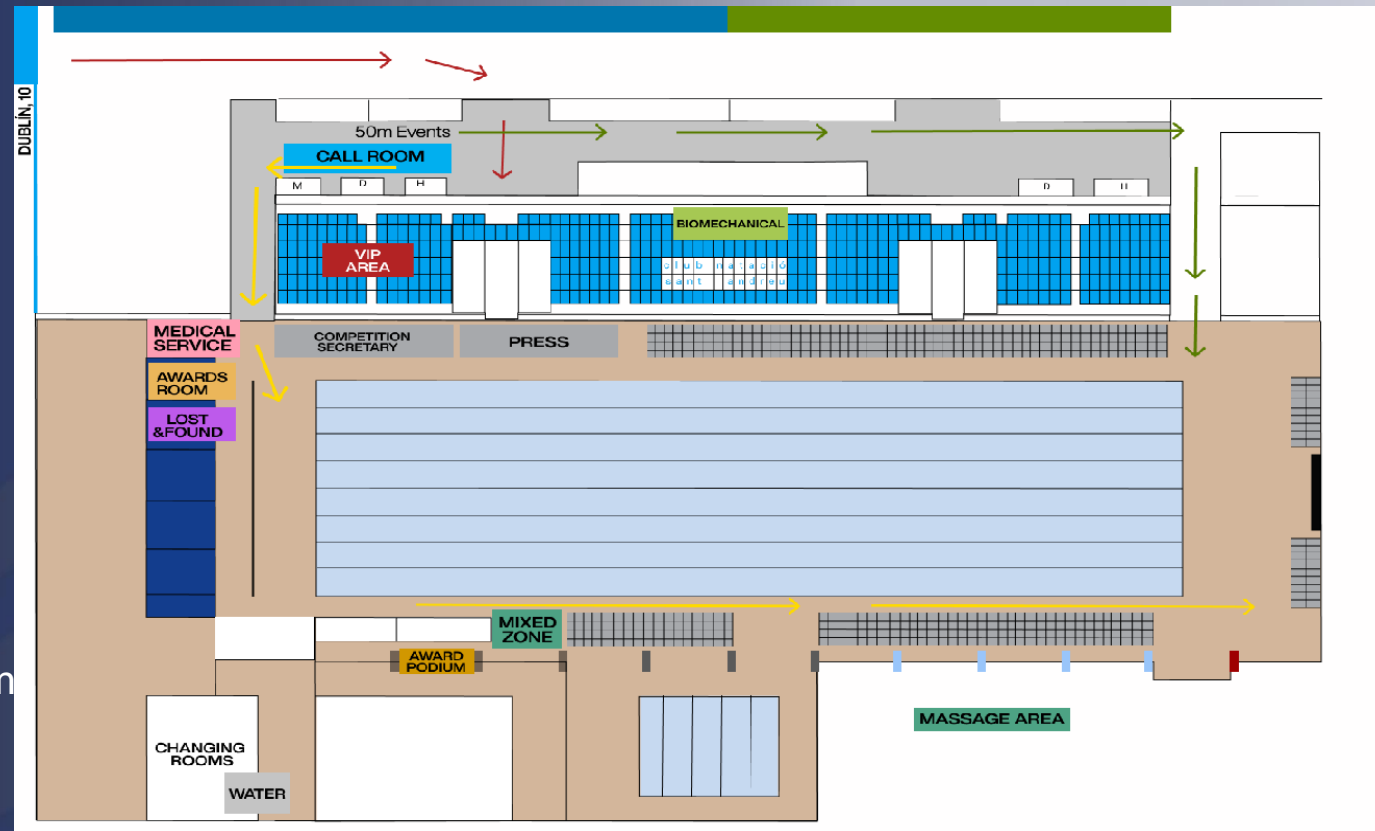 DUBLÍN, 10
50m Events
CALL ROOM
M
D
H
D
H
BIOMECHANICAL
VIP
AREA
club natació
sant andreu
MEDICAL
SERVICE
COMPETITION
SECRETARY
PRESS
AWARDS
ROOM
LOST
&FOUND
MIXED
ZONE
AWARD
PODIUM
MASSAGE AREA
CHANGING
ROOMS
WATER